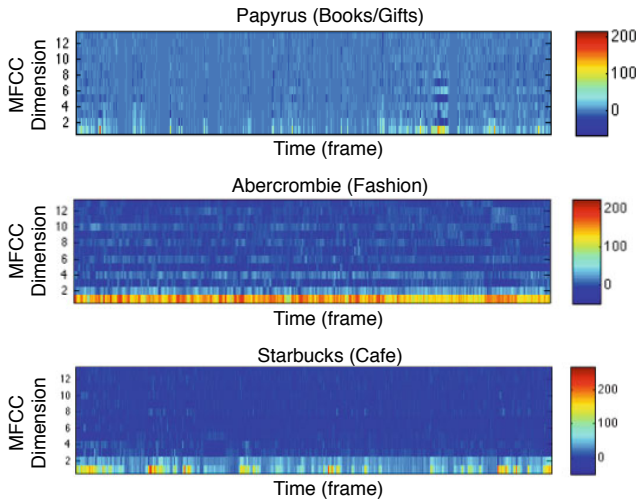 Papyrus (Books/Gifts)
MFCC
Dimension
12
10
8
6
4
2
Time (frame)
200
100
0
Abercrombie (Fashion)
MFCC
Dimension
12
10
8
6
4
2
Time (frame)
200
100
0
Starbucks (Cafe)
MFCC
Dimension
12
10
8
6
4
2
Time (frame)
200
100
0